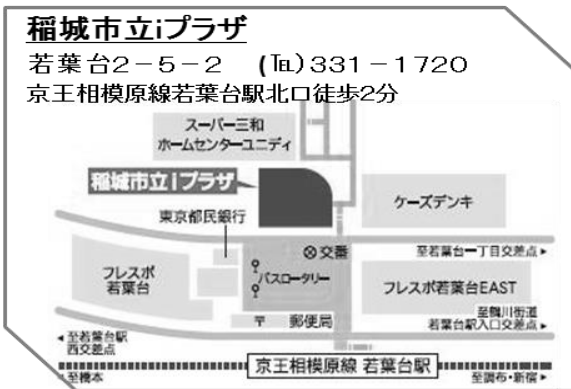 稲城市立iプラザ
若葉台2－5－2　(℡)331－1720
京王相模原線若葉台駅北口徒歩2分
スーパー三和
ホームセンターユニディ
稲城市立iプラザ
ケーズデンキ
東京都民銀行
交番
至若葉台一丁目交差点▶
フレスポ
若葉台
バスロータリー
フレスポ若葉台EAST
至鶴川街道
若葉台駅入口交差点▶
〒 郵便局
◀至若葉台駅
西交差点
京王相模原線 若葉台駅
◀至橋本
至調布・新宿▶